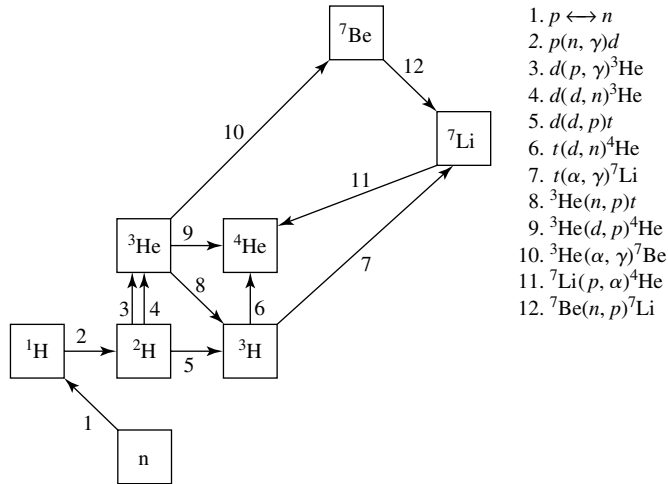 ⁷Be
12
10
⁷Li
11
³He
9
⁴He
7
8
3
4
6
¹H
2
²H
5
³H
1
n
1. p ⟷ n
2. p(n, γ)d
3. d(p, γ)³He
4. d(d, n)³He
5. d(d, p)t
6. t(d, n)⁴He
7. t(α, γ)⁷Li
8. ³He(n, p)t
9. ³He(d, p)⁴He
10. ³He(α, γ)⁷Be
11. ⁷Li(p, α)⁴He
12. ⁷Be(n, p)⁷Li